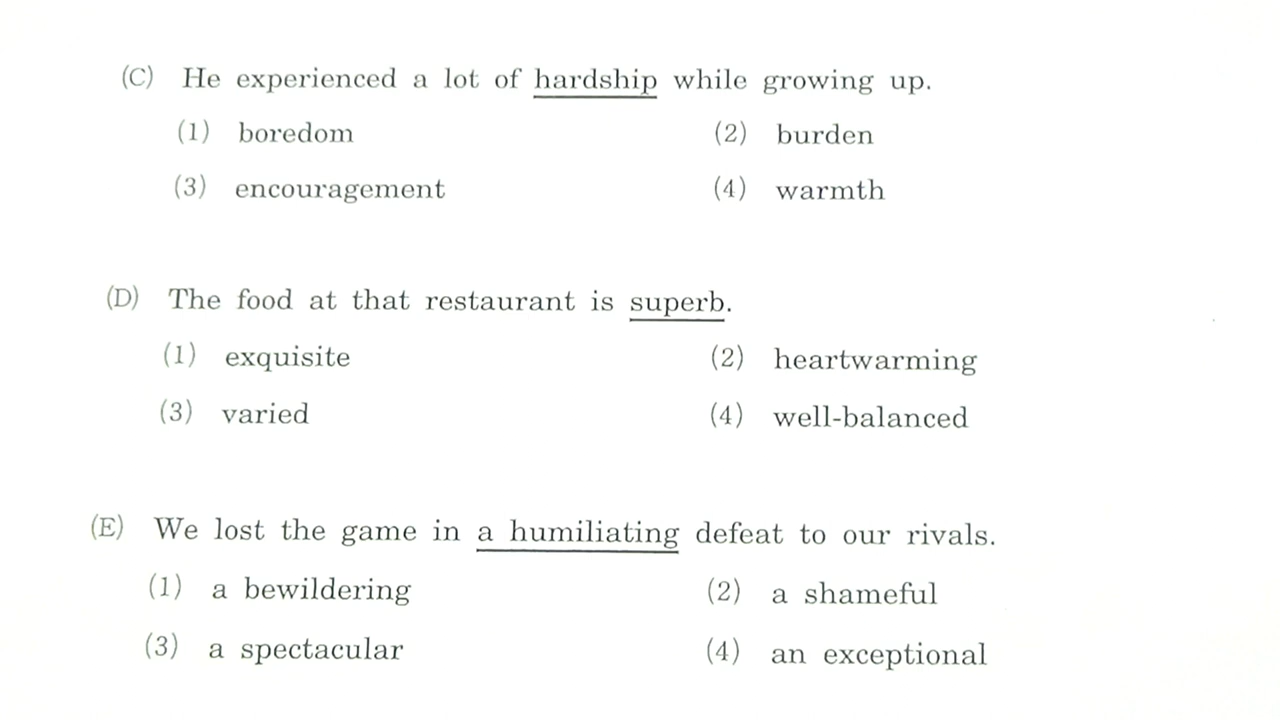 (C) He experienced a lot of hardship while growing up.
(1) boredom (2) burden
(3) encouragement (4) warmth
(D) The food at that restaurant is superb.
(1) exquisite (2) heartwarming
(3) varied (4) well-balanced
(E) We lost the game in a humiliating defeat to our rivals.
(1) a bewildering (2) a shameful
(3) a spectacular (4) an exceptional